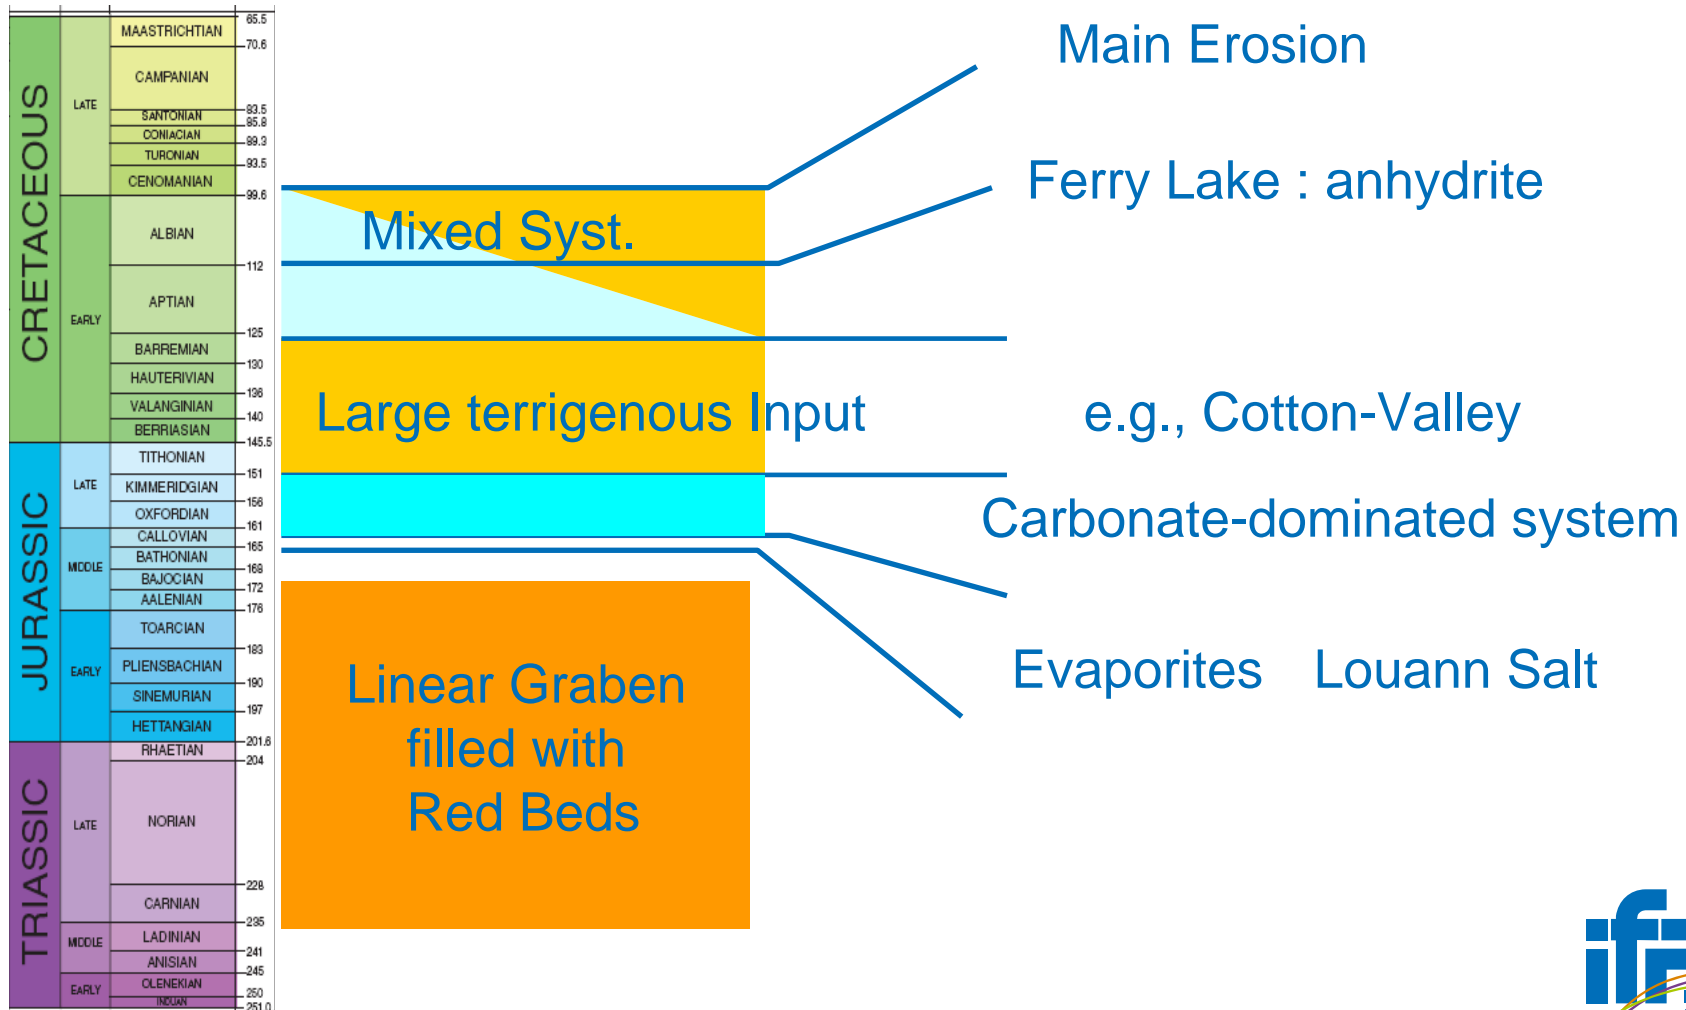 CRETACEOUS
LATE
MAASTRICHTIAN
CAMPANIAN
SANTONIAN
CONIACIAN
TURONIAN
CENOMANIAN
EARLY
ALBIAN
APTIAN
BARREMIAN
HAUTERIVIAN
VALANGINIAN
BERRIASIAN
JURASSIC
LATE
TITHONIAN
KIMMERIDGIAN
OXFORDIAN
MIDDLE
CALLOVIAN
BATHONIAN
BAJOCIAN
AALENIAN
EARLY
TOARCIAN
PLIENSBACHIAN
SINEMURIAN
HETTANGIAN
TRIASSIC
LATE
RHAETIAN
NORIAN
CARNIAN
MIDDLE
LADINIAN
ANISIAN
EARLY
OLENEKIAN
INDUAN
65.5
70.6
83.5
85.8
89.3
93.5
99.6
112
125
130
136
140
145.5
151
156
161
165
168
172
176
183
190
197
201.6
204
228
235
241
245
250
251.0
Main Erosion
Ferry Lake : anhydrite
Mixed Syst.
Large terrigenous Input
e.g., Cotton-Valley
Carbonate-dominated system
Evaporites Louann Salt
Linear Graben
filled with
Red Beds